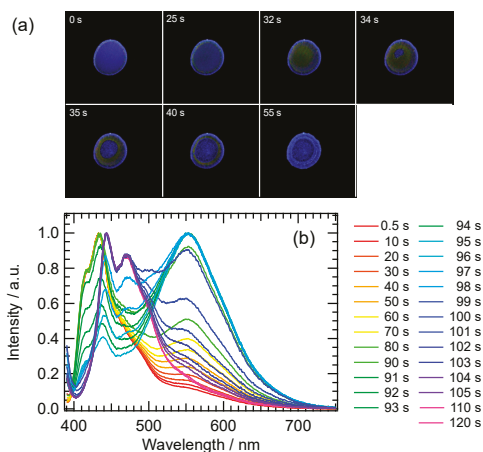 (a)
0 s
25 s
32 s
34 s
35 s
40 s
55 s
(b)
Intensity / a.u.
1.0
0.8
0.6
0.4
0.2
0.0
400
500
600
700
Wavelength / nm
0.5 s
10 s
20 s
30 s
40 s
50 s
60 s
70 s
80 s
90 s
91 s
92 s
93 s
94 s
95 s
96 s
97 s
98 s
99 s
100 s
101 s
102 s
103 s
104 s
105 s
110 s
120 s